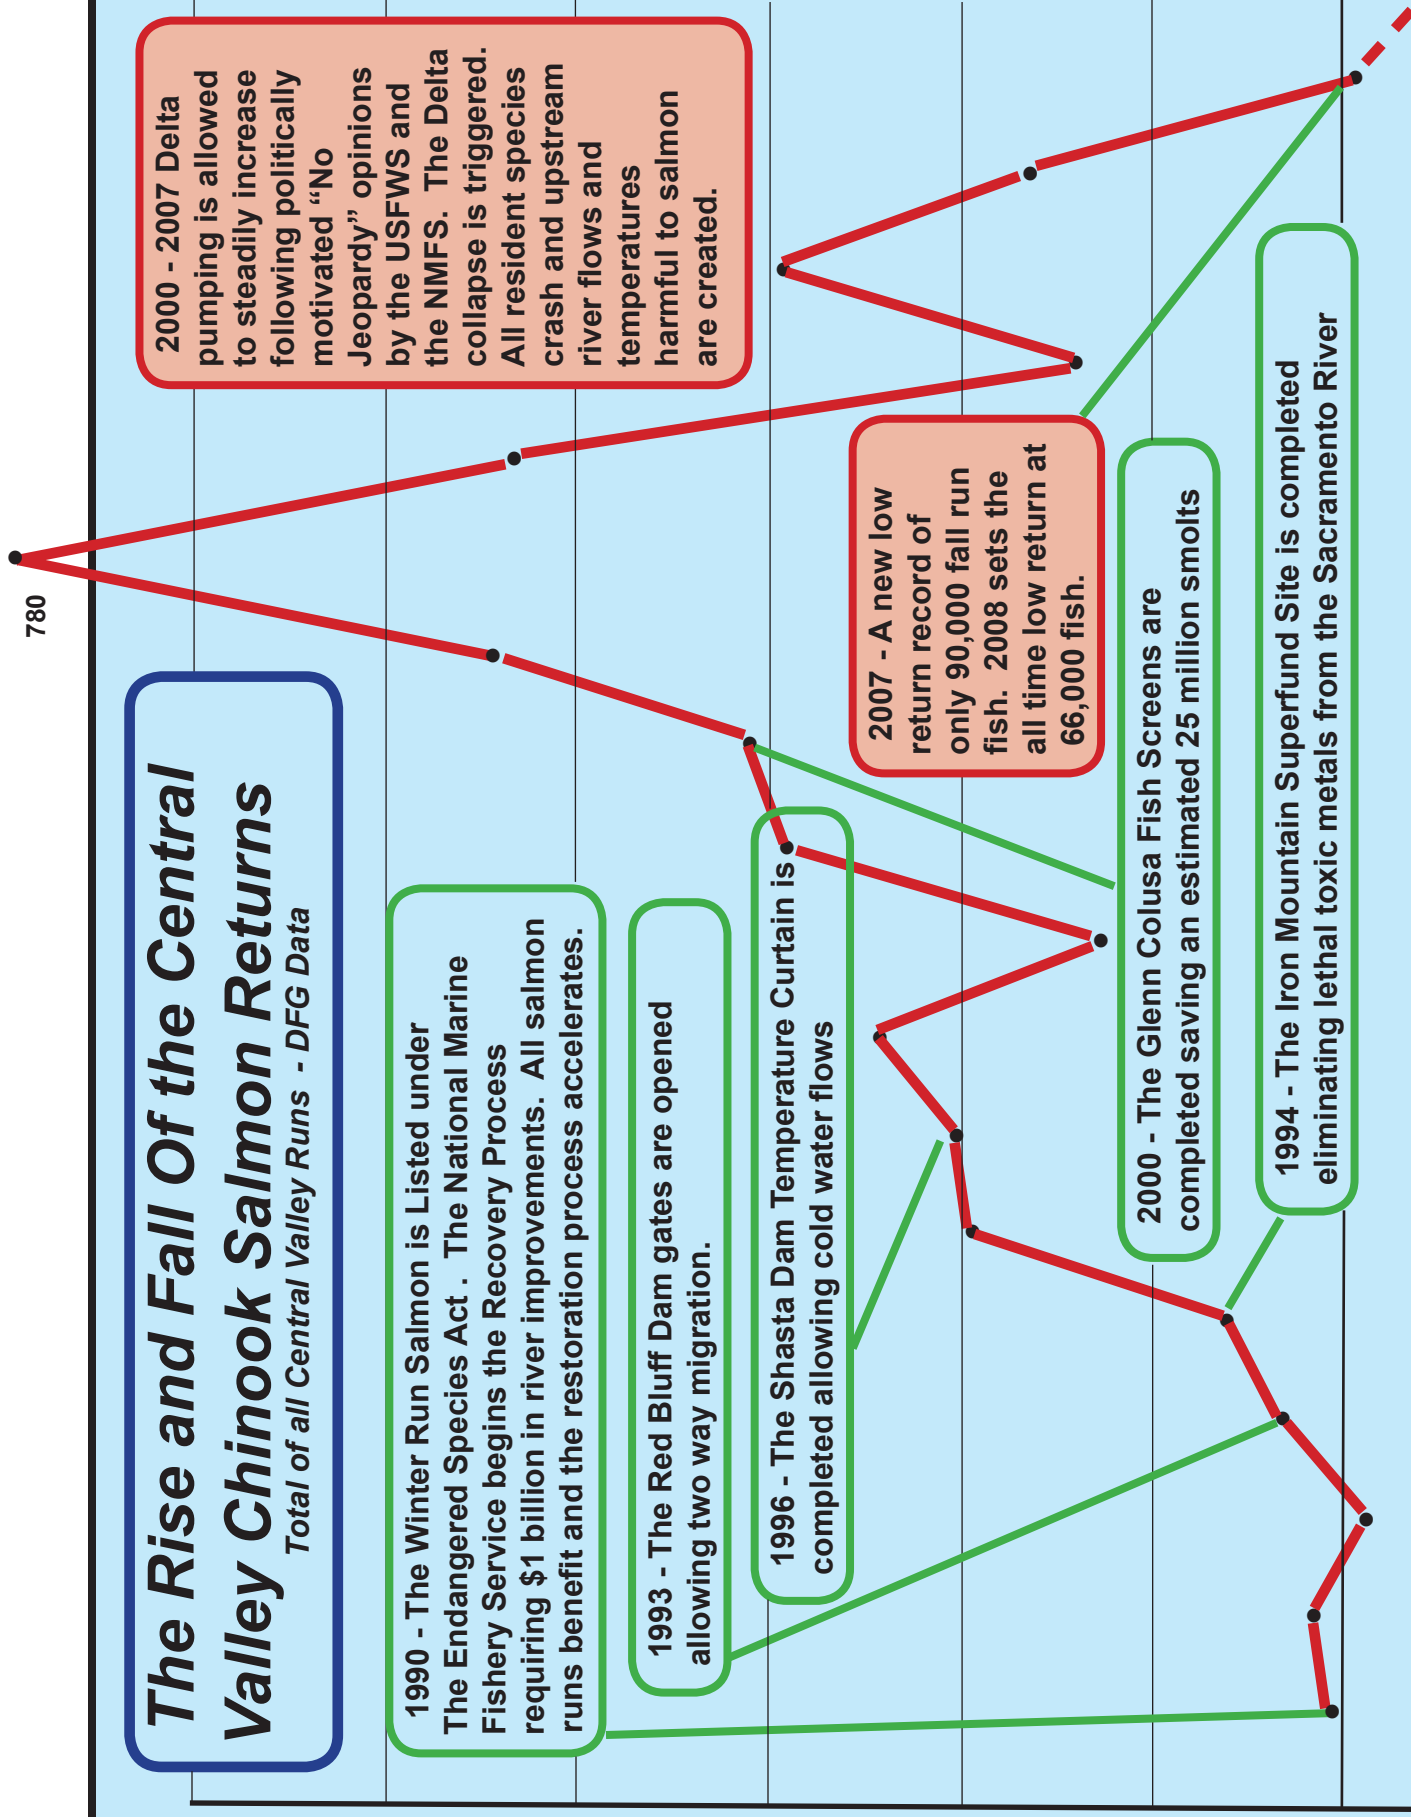 The Rise and Fall Of the Central
Valley Chinook Salmon Returns
Total of all Central Valley Runs - DFG Data
780
1990 - The Winter Run Salmon is Listed under
The Endangered Species Act . The National Marine
Fishery Service begins the Recovery Process
requiring $1 billion in river improvements. All salmon
runs benefit and the restoration process accelerates.
1993 - The Red Bluff Dam gates are opened
allowing two way migration.
1996 - The Shasta Dam Temperature Curtain is
completed allowing cold water flows
2000 - 2007 Delta
pumping is allowed
to steadily increase
following politically
motivated “No
Jeopardy” opinions
by the USFWS and
the NMFS. The Delta
collapse is triggered.
All resident species
crash and upstream
river flows and
temperatures
harmful to salmon
are created.
2007 - A new low
return record of
only 90,000 fall run
fish. 2008 sets the
all time low return at
66,000 fish.
2000 - The Glenn Colusa Fish Screens are
completed saving an estimated 25 million smolts
1994 - The Iron Mountain Superfund Site is completed
eliminating lethal toxic metals from the Sacramento River